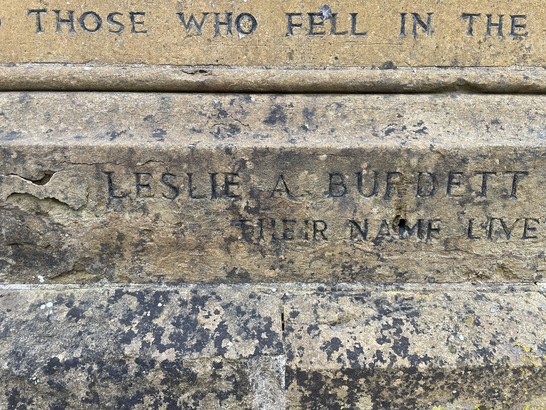 THOSE WHO FELL IN THE
LESLIE A. BURDETT
THEIR NAME LIVE